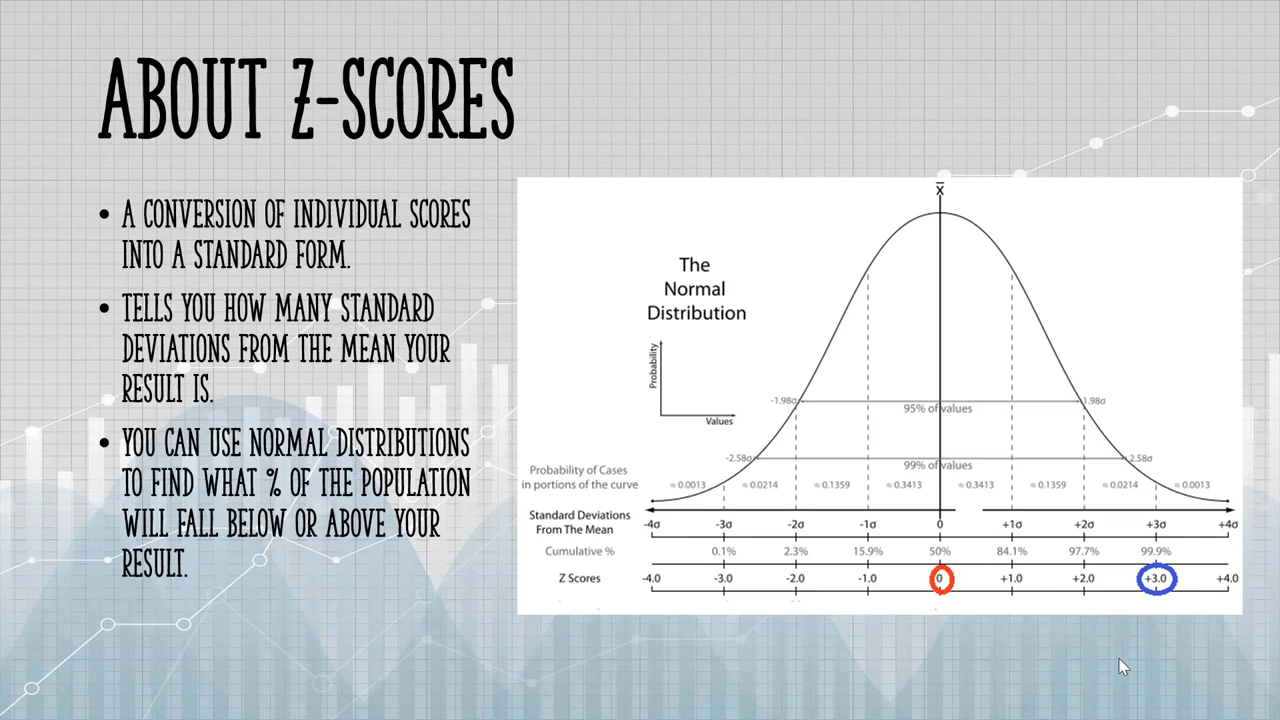 ABOUT Z-SCORES
• A CONVERSION OF INDIVIDUAL SCORES
INTO A STANDARD FORM.
• TELLS YOU HOW MANY STANDARD
DEVIATIONS FROM THE MEAN YOUR
RESULT IS.
• YOU CAN USE NORMAL DISTRIBUTIONS
TO FIND WHAT % OF THE POPULATION
WILL FALL BELOW OR ABOVE YOUR
RESULT.
x̅
The
Normal
Distribution
Probability
Values
-1.98σ 1.98σ
95% of values
-2.58σ 2.58σ
99% of values
Probability of Cases
in portions of the curve
≈ 0.0013 ≈ 0.0214 ≈ 0.1359 ≈ 0.3413 ≈ 0.3413 ≈ 0.1359 ≈ 0.0214 ≈ 0.0013
Standard Deviations
From The Mean
-4σ -3σ -2σ -1σ 0 +1σ +2σ +3σ +4σ
Cumulative % 0.1% 2.3% 15.9% 50% 84.1% 97.7% 99.9%
Z Scores -4.0 -3.0 -2.0 -1.0 0 +1.0 +2.0 +3.0 +4.0